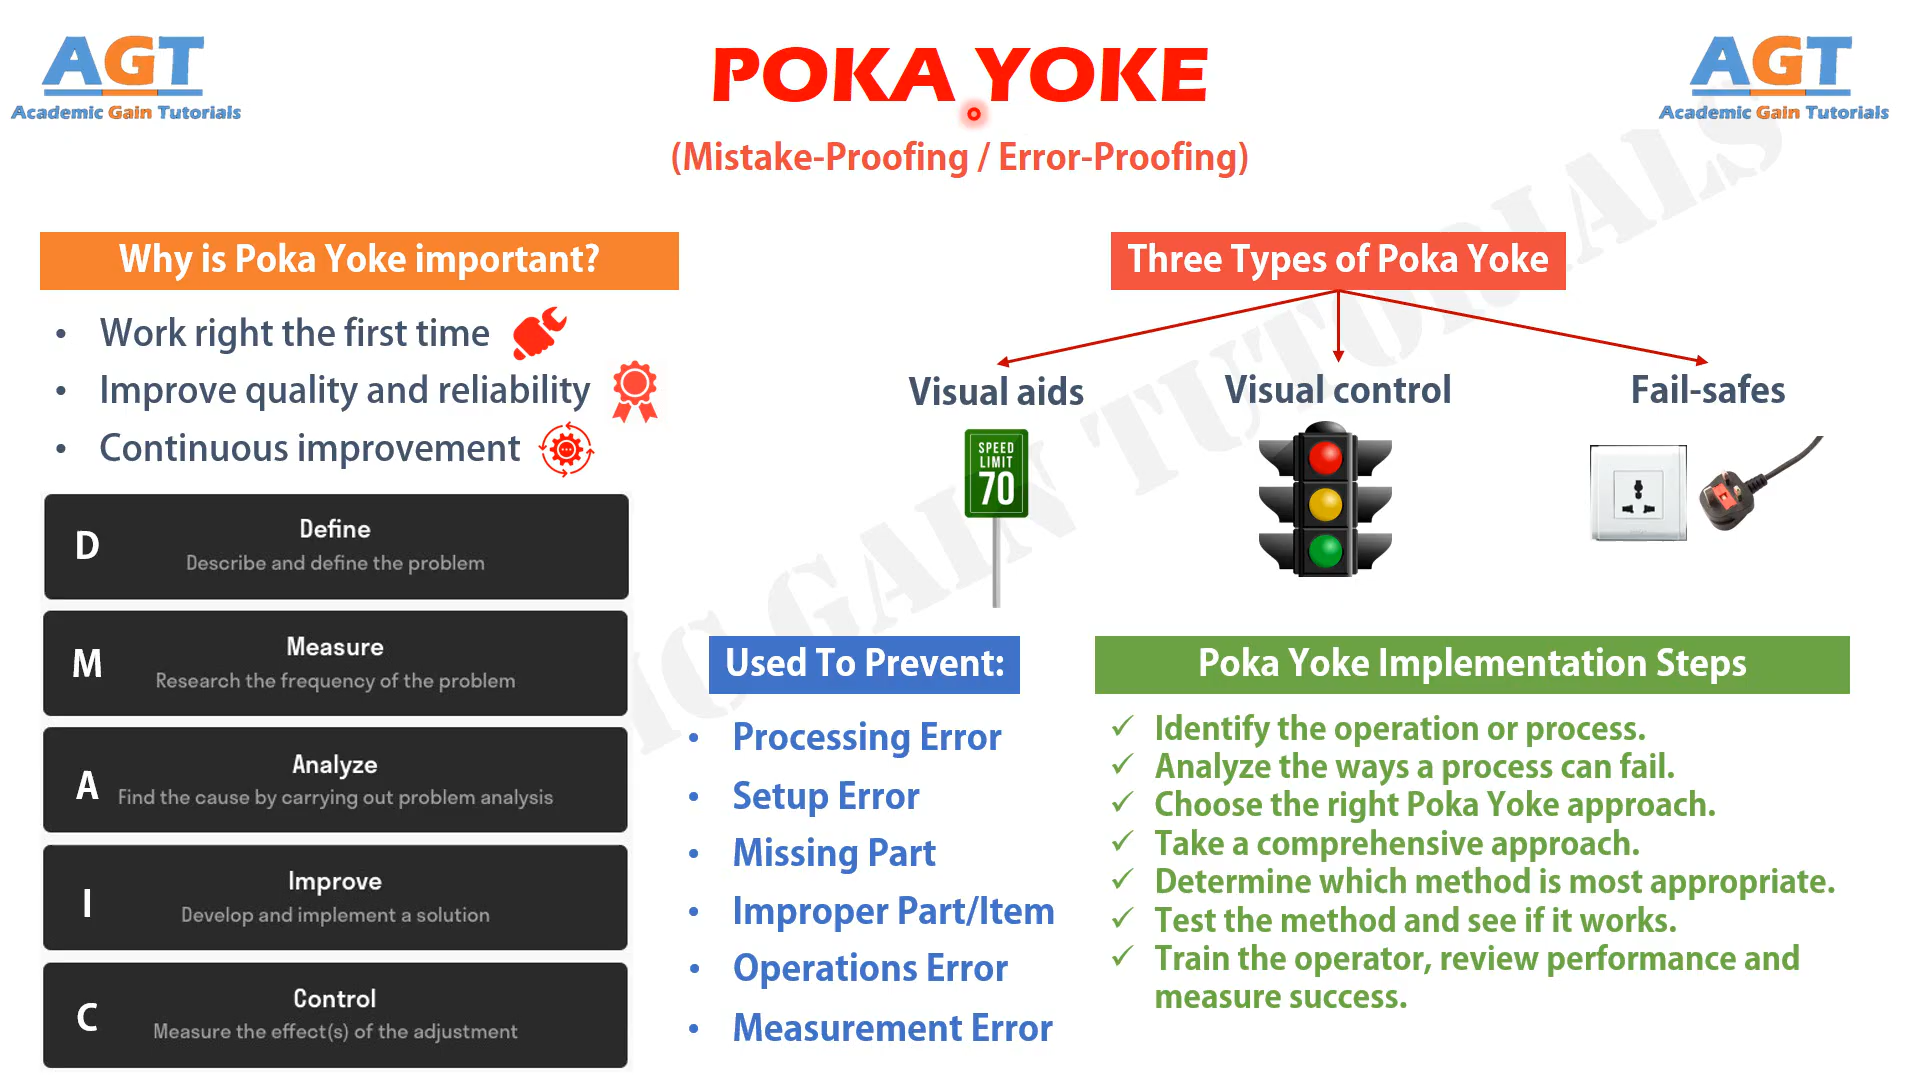 AGT
Academic Gain Tutorials
POKA YOKE
(Mistake-Proofing / Error-Proofing)
AGT
Academic Gain Tutorials
Why is Poka Yoke important?
• Work right the first time
• Improve quality and reliability
• Continuous improvement
D
Define
Describe and define the problem
M
Measure
Research the frequency of the problem
A
Analyze
Find the cause by carrying out problem analysis
I
Improve
Develop and implement a solution
C
Control
Measure the effect(s) of the adjustment
Three Types of Poka Yoke
Visual aids
Visual control
Fail-safes
SPEED
LIMIT
70
Used To Prevent:
• Processing Error
• Setup Error
• Missing Part
• Improper Part/Item
• Operations Error
• Measurement Error
Poka Yoke Implementation Steps
✓ Identify the operation or process.
✓ Analyze the ways a process can fail.
✓ Choose the right Poka Yoke approach.
✓ Take a comprehensive approach.
✓ Determine which method is most appropriate.
✓ Test the method and see if it works.
✓ Train the operator, review performance and
measure success.
IC GAIN TUTORIALS